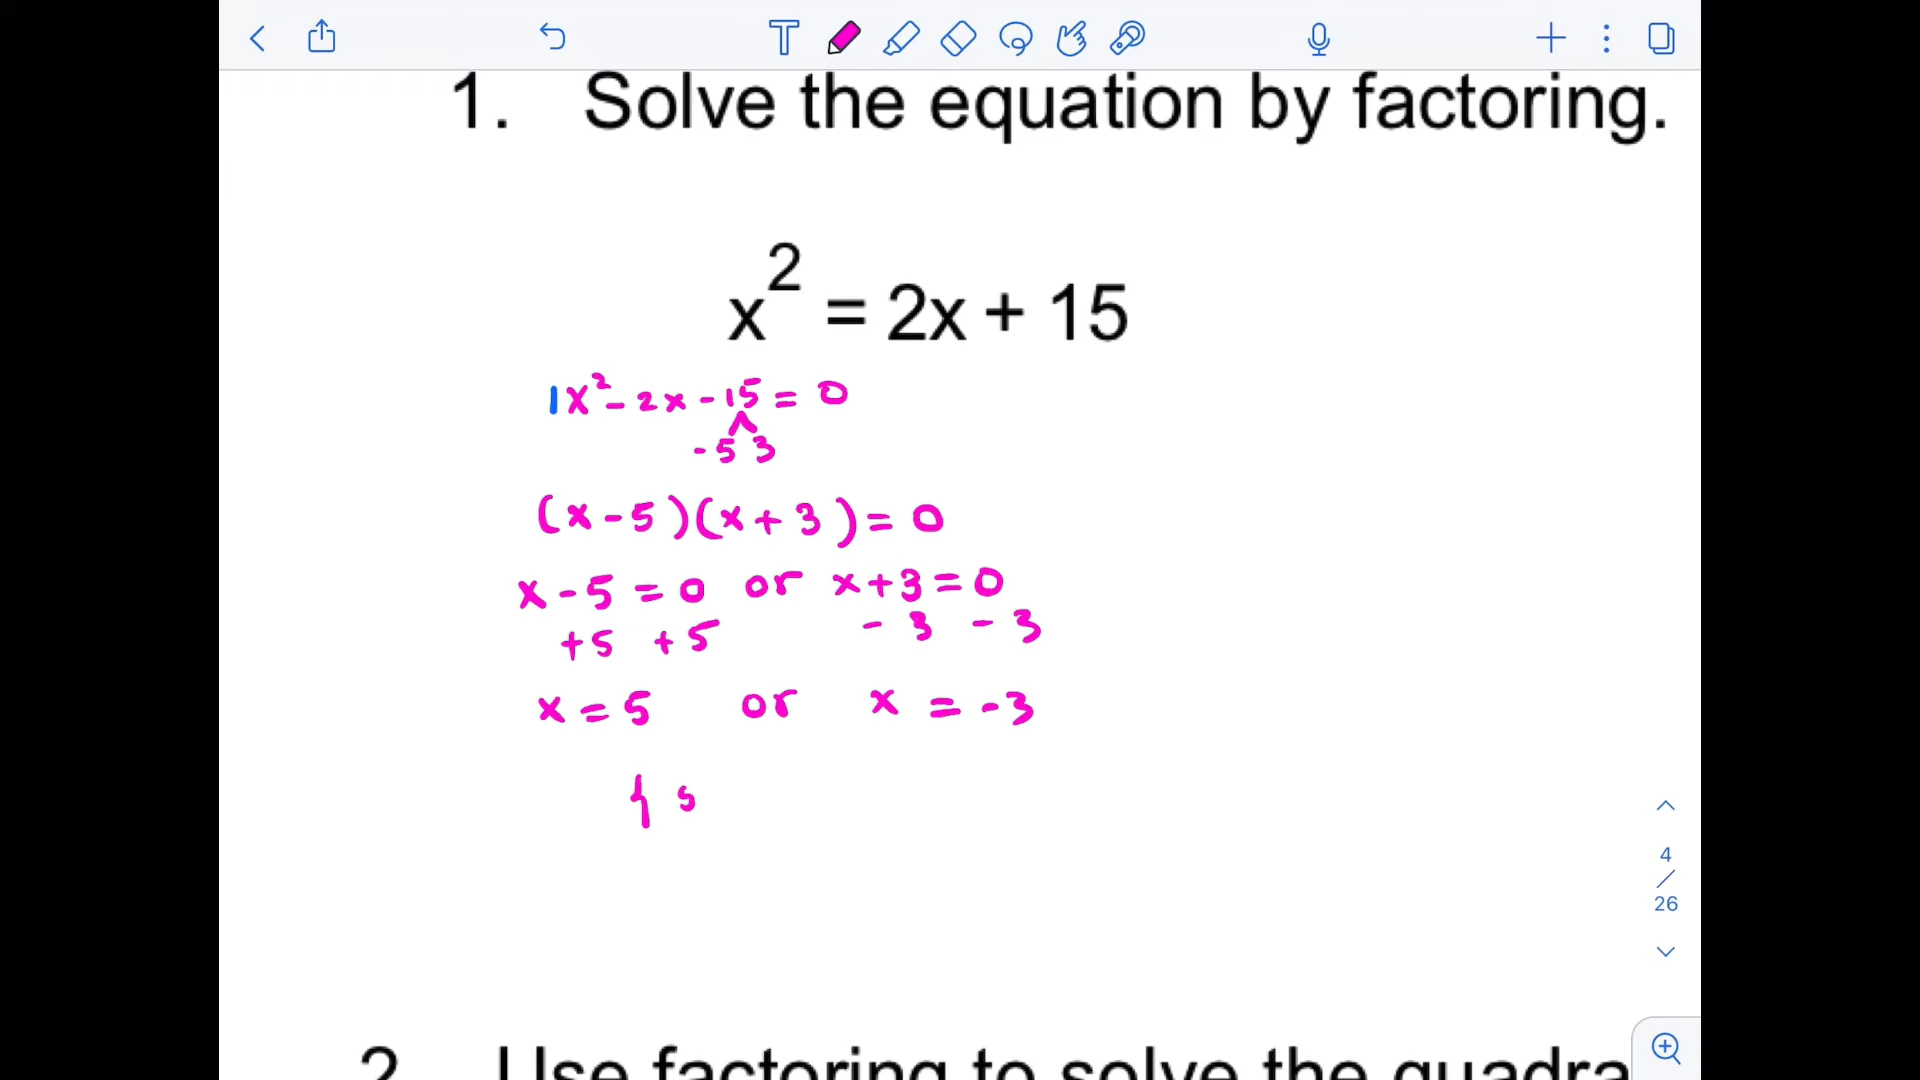 T
1. Solve the equation by factoring.
x² = 2x + 15
1x² - 2x - 15 = 0
-5 3
(x - 5)(x + 3) = 0
x - 5 = 0 or x + 3 = 0
+5 +5 - 3 - 3
x = 5 or x = -3
{ 5
4
/
26
2. Use factoring to solve the quadra